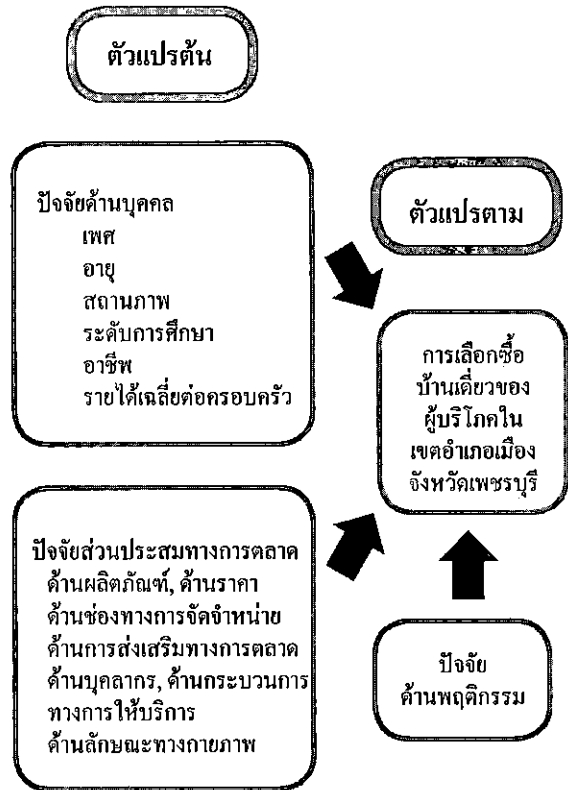 ตัวแปรต้น
ปัจจัยด้านบุคคล
เพศ
อายุ
สถานภาพ
ระดับการศึกษา
อาชีพ
รายได้เฉลี่ยต่อครอบครัว
ปัจจัยส่วนประสมทางการตลาด
ด้านผลิตภัณฑ์, ด้านราคา
ด้านช่องทางการจัดจำหน่าย
ด้านการส่งเสริมทางการตลาด
ด้านบุคลากร, ด้านกระบวนการ
ทางการให้บริการ
ด้านลักษณะทางกายภาพ
ตัวแปรตาม
การเลือกซื้อ
บ้านเดี่ยวของ
ผู้บริโภคใน
เขตอำเภอเมือง
จังหวัดเพชรบุรี
ปัจจัย
ด้านพฤติกรรม